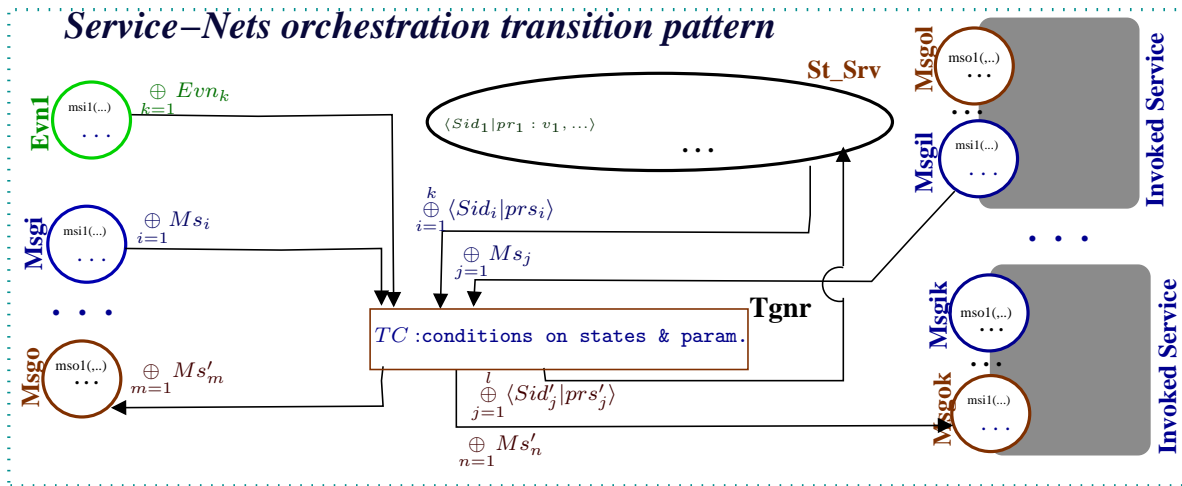 Service–Nets orchestration transition pattern
Evn1
msi1(...)
...
⊕ Evn_k
k=1
Msgi
msi1(...)
...
⊕ Ms_i
i=1
. . .
Msgo
mso1(,..)
...
⊕ Ms′_m
m=1
St_Srv
⟨Sid_1|pr_1 : v_1, ...⟩
...
k
⊕ ⟨Sid_i|prs_i⟩
i=1
⊕ Ms_j
j=1
Tgnr
TC :conditions on states & param.
l
⊕ ⟨Sid′_j|prs′_j⟩
j=1
⊕ Ms′_n
n=1
Msgol
mso1(,..)
...
...
Msgil
msi1(...)
...
Invoked Service
. . .
Msgik
mso1(,..)
...
...
Msgok
msi1(...)
...
Invoked Service